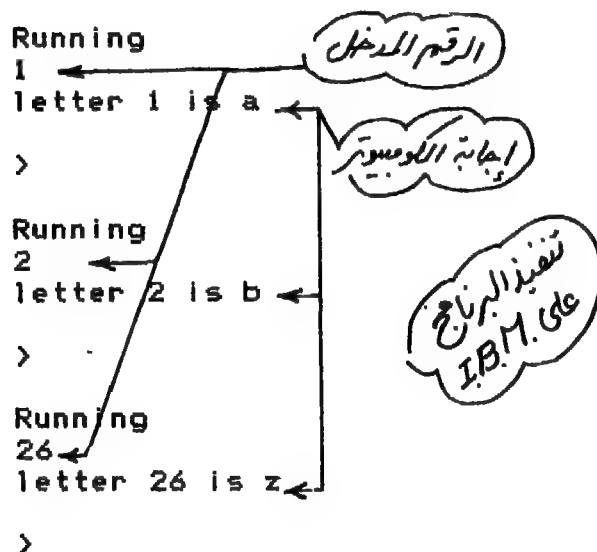 Running
1
الرقم المدخل
letter 1 is a
إجابة الكومبيوتر
>
Running
2
letter 2 is b
تنفيذ البرنامج
على I.B.M.
>
Running
26
letter 26 is z
>